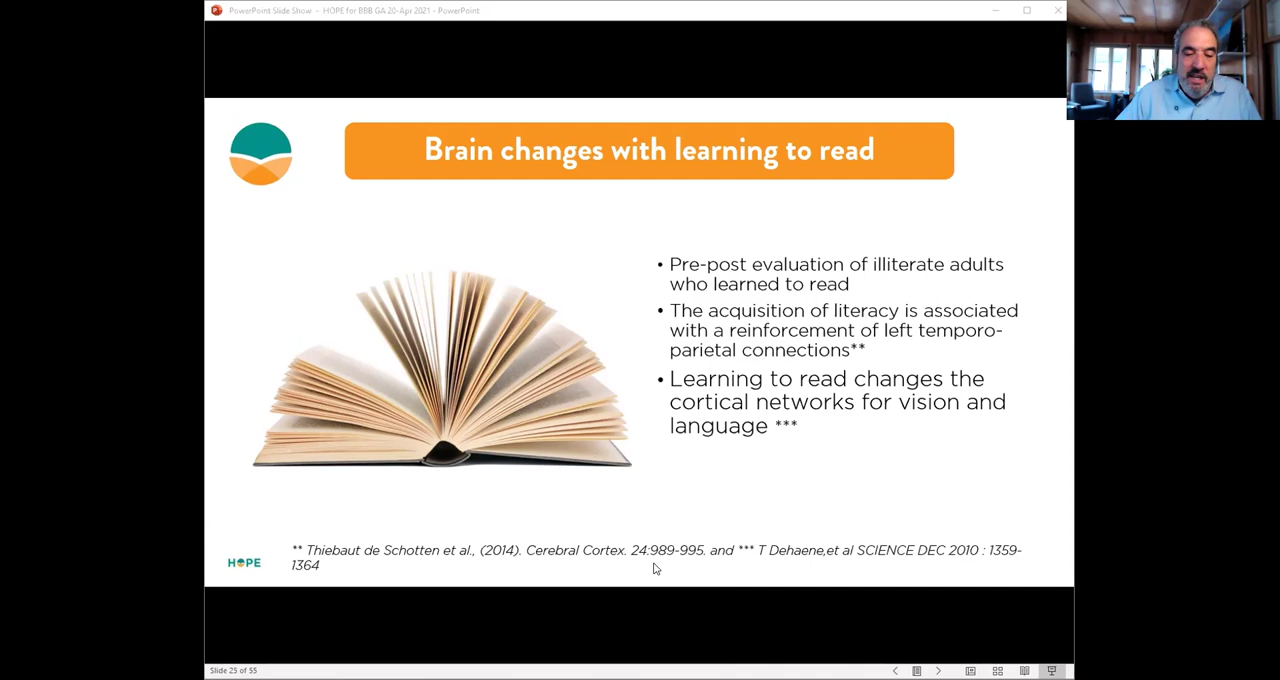 PowerPoint Slide Show - HOPE for BBB GA 20-Apr 2021 - PowerPoint
Brain changes with learning to read
• Pre-post evaluation of illiterate adults
who learned to read
• The acquisition of literacy is associated
with a reinforcement of left temporo-
parietal connections**
• Learning to read changes the
cortical networks for vision and
language ***
** Thiebaut de Schotten et al., (2014). Cerebral Cortex. 24:989-995. and *** T Dehaene,et al SCIENCE DEC 2010 : 1359-
1364
HOPE
Slide 25 of 55